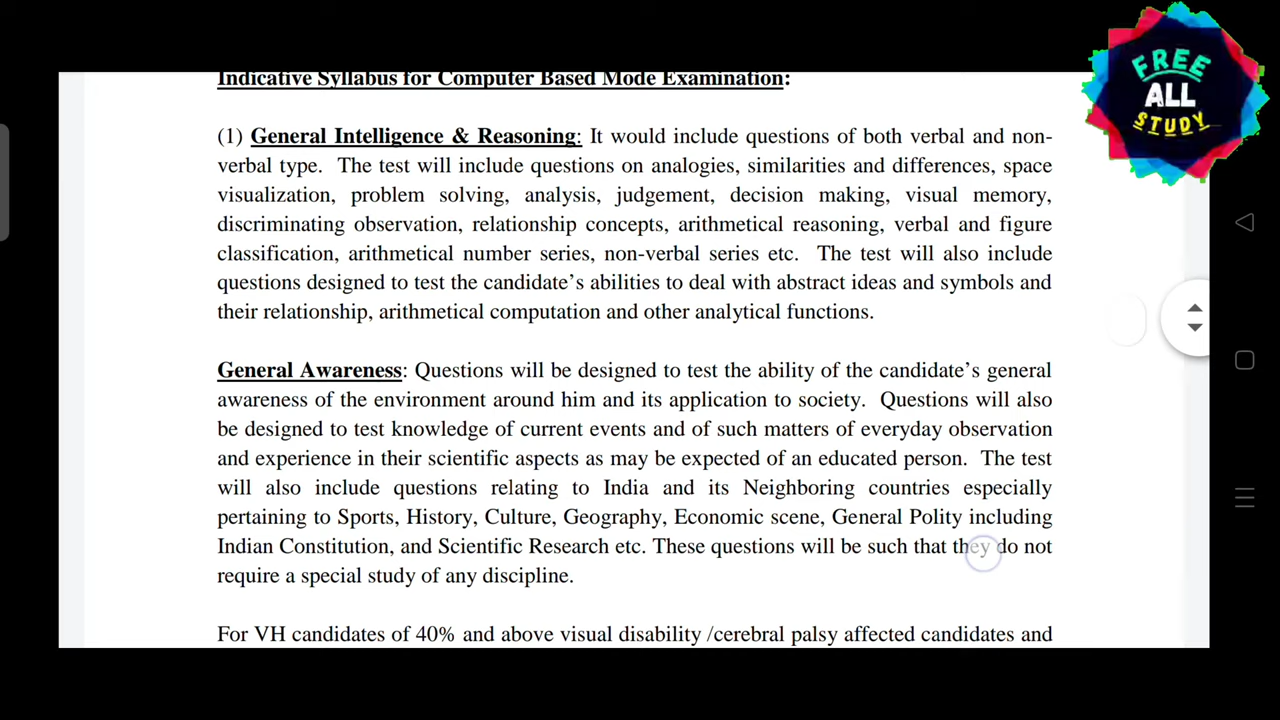 Indicative Syllabus for Computer Based Mode Examination:
(1) General Intelligence & Reasoning: It would include questions of both verbal and non-
verbal type. The test will include questions on analogies, similarities and differences, space
visualization, problem solving, analysis, judgement, decision making, visual memory,
discriminating observation, relationship concepts, arithmetical reasoning, verbal and figure
classification, arithmetical number series, non-verbal series etc. The test will also include
questions designed to test the candidate’s abilities to deal with abstract ideas and symbols and
their relationship, arithmetical computation and other analytical functions.
General Awareness: Questions will be designed to test the ability of the candidate’s general
awareness of the environment around him and its application to society. Questions will also
be designed to test knowledge of current events and of such matters of everyday observation
and experience in their scientific aspects as may be expected of an educated person. The test
will also include questions relating to India and its Neighboring countries especially
pertaining to Sports, History, Culture, Geography, Economic scene, General Polity including
Indian Constitution, and Scientific Research etc. These questions will be such that they do not
require a special study of any discipline.
For VH candidates of 40% and above visual disability /cerebral palsy affected candidates and
FREE
ALL
STUDY